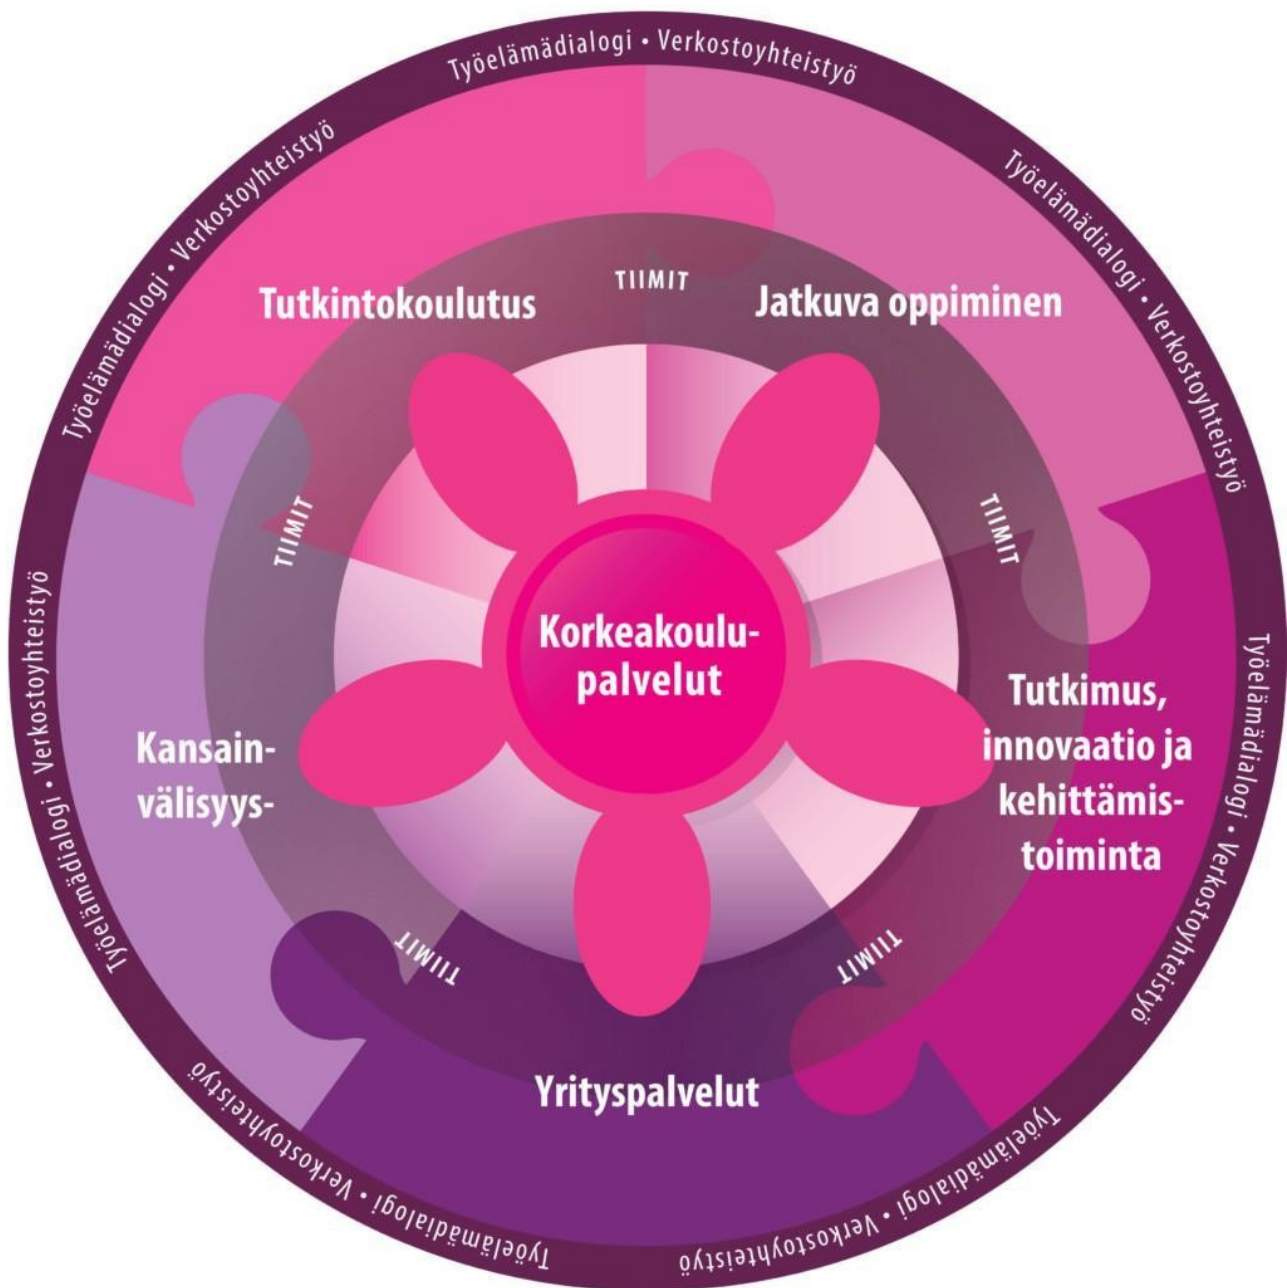 Työelämädialogi • Verkostoyhteistyö
Työelämädialogi • Verkostoyhteistyö
Työelämädialogi • Verkostoyhteistyö
Työelämädialogi • Verkostoyhteistyö
Työelämädialogi • Verkostoyhteistyö
Työelämädialogi • Verkostoyhteistyö
Työelämädialogi • Verkostoyhteistyö
Tutkintokoulutus
TIIMIT
Jatkuva oppiminen
TIIMIT
TIIMIT
Korkeakoulu-
palvelut
Kansain-
välisyys-
Tutkimus,
innovaatio ja
kehittämis-
toiminta
TIIMIT
TIIMIT
Yrityspalvelut